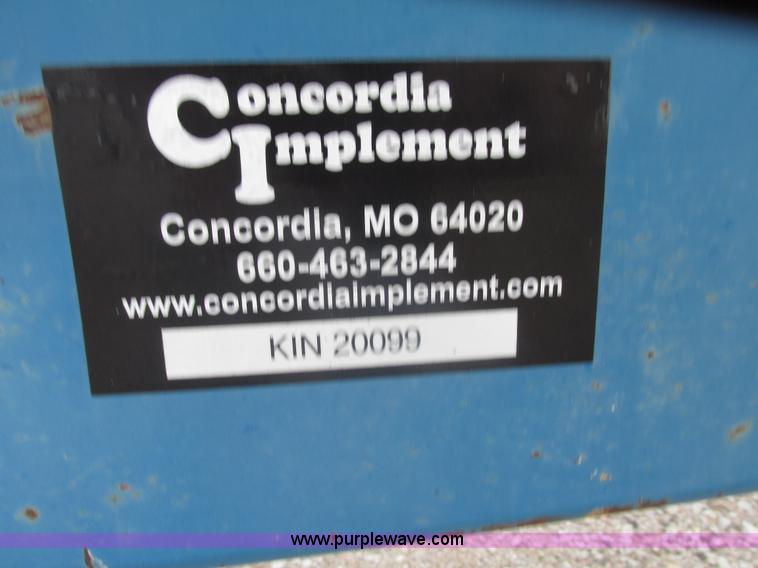 Concordia
Implement
Concordia, MO 64020
660-463-2844
www.concordiaimplement.com
KIN 20099
www.purplewave.com